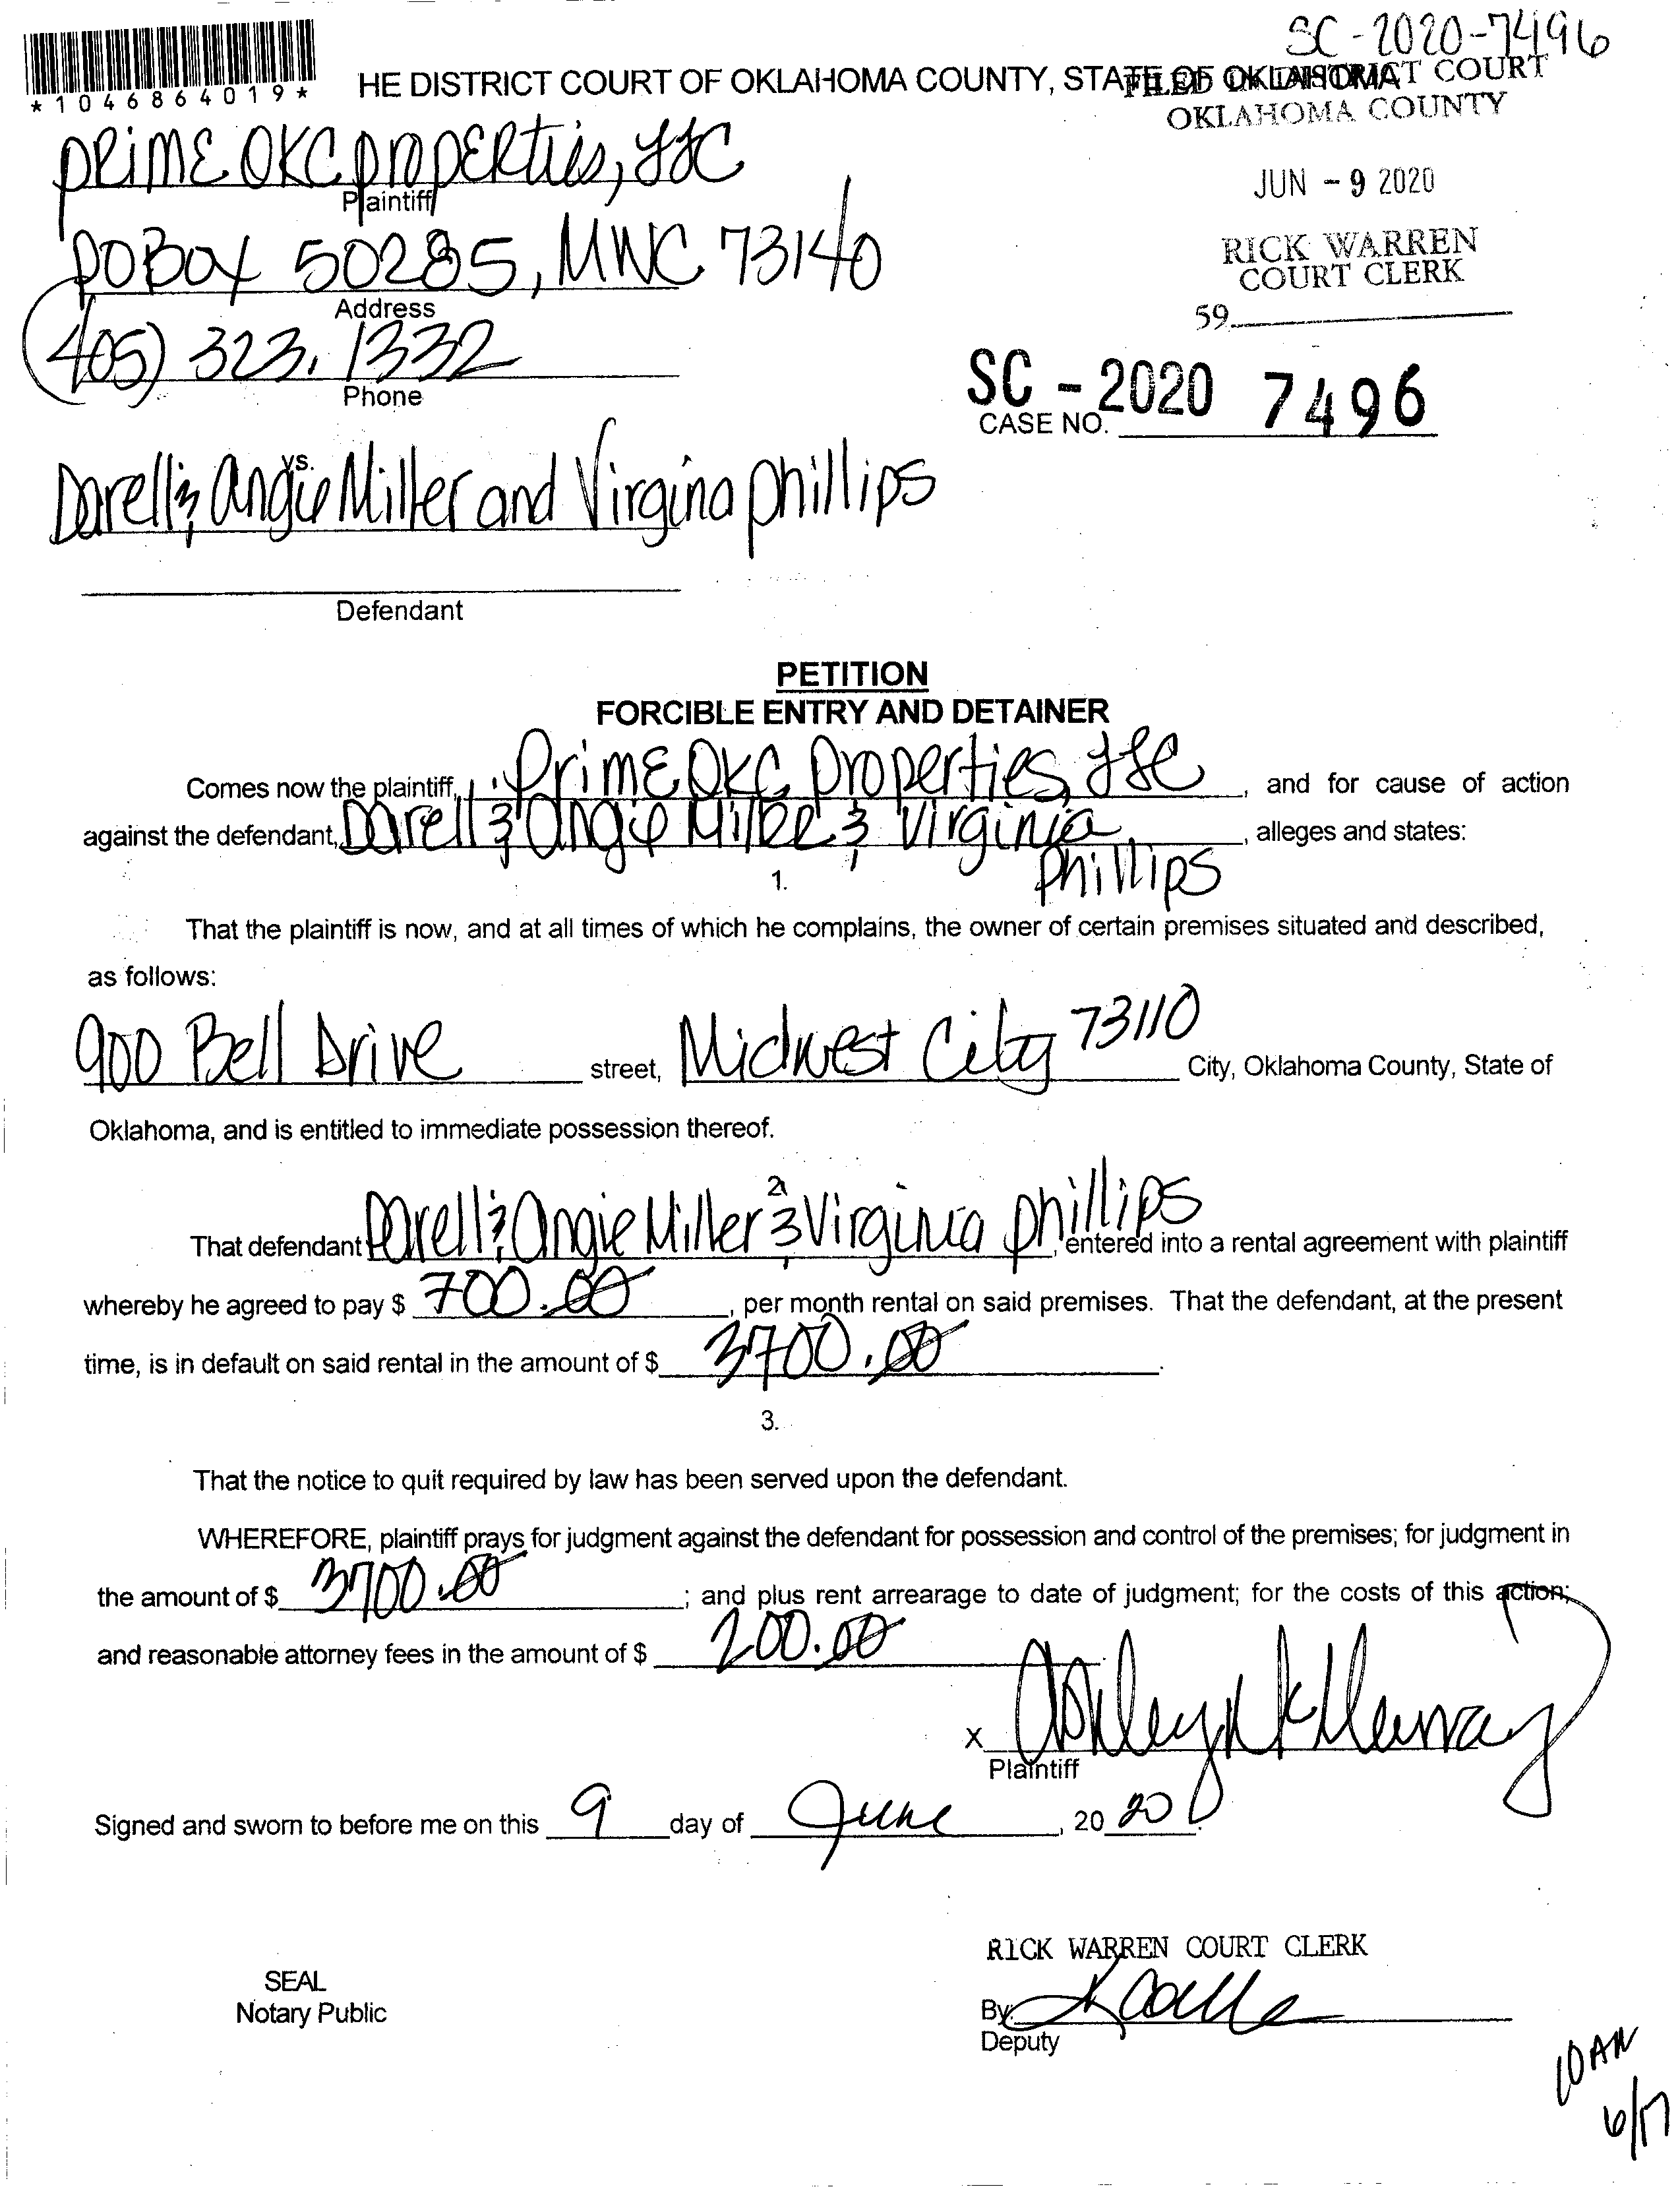 SC-2020-7496
*1046864019*
HE DISTRICT COURT OF OKLAHOMA COUNTY, STATE OF OKLAHOMA
FILED IN DISTRICT COURT
OKLAHOMA COUNTY
PRIME OKC PROPERTIES, LLC
Plaintiff
JUN - 9 2020
PO BOX 50285, MWC 73140
Address
RICK WARREN
COURT CLERK
59
(405) 323.1332
Phone
SC - 2020 7496
CASE NO.
vs.
Darell & Angie Miller and Virgina Phillips
Defendant
PETITION
FORCIBLE ENTRY AND DETAINER
Comes now the plaintiff, Prime OKC Properties, LLC, and for cause of action
against the defendant, Darell & Angie Miller & Virginia Phillips, alleges and states:
1.
That the plaintiff is now, and at all times of which he complains, the owner of certain premises situated and described,
as follows:
900 Bell Drive street, Midwest City 73110 City, Oklahoma County, State of
Oklahoma, and is entitled to immediate possession thereof.
2.
That defendant Darell & Angie Miller & Virginia Phillips, entered into a rental agreement with plaintiff
whereby he agreed to pay $ 700.00, per month rental on said premises. That the defendant, at the present
time, is in default on said rental in the amount of $ 3700.00.
3.
That the notice to quit required by law has been served upon the defendant.
WHEREFORE, plaintiff prays for judgment against the defendant for possession and control of the premises; for judgment in
the amount of $ 3700.00; and plus rent arrearage to date of judgment; for the costs of this action;
and reasonable attorney fees in the amount of $ 200.00
X Ashley
Plaintiff
Signed and sworn to before me on this 9 day of June, 20 20.
RICK WARREN COURT CLERK
SEAL
Notary Public
By
Deputy
10AM
6/17